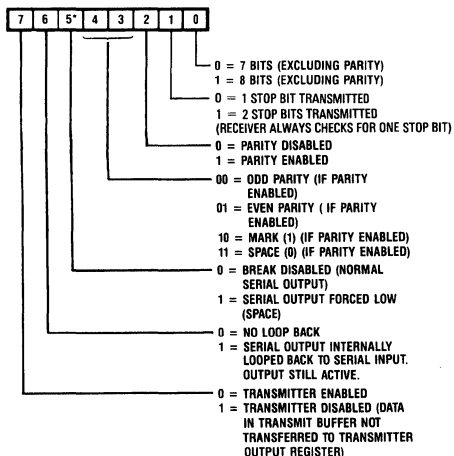 7 6 5* 4 3 2 1 0
0 = 7 BITS (EXCLUDING PARITY)
1 = 8 BITS (EXCLUDING PARITY)
0 = 1 STOP BIT TRANSMITTED
1 = 2 STOP BITS TRANSMITTED
(RECEIVER ALWAYS CHECKS FOR ONE STOP BIT)
0 = PARITY DISABLED
1 = PARITY ENABLED
00 = ODD PARITY (IF PARITY
ENABLED)
01 = EVEN PARITY ( IF PARITY
ENABLED)
10 = MARK (1) (IF PARITY ENABLED)
11 = SPACE (0) (IF PARITY ENABLED)
0 = BREAK DISABLED (NORMAL
SERIAL OUTPUT)
1 = SERIAL OUTPUT FORCED LOW
(SPACE)
0 = NO LOOP BACK
1 = SERIAL OUTPUT INTERNALLY
LOOPED BACK TO SERIAL INPUT.
OUTPUT STILL ACTIVE.
0 = TRANSMITTER ENABLED
1 = TRANSMITTER DISABLED (DATA
IN TRANSMIT BUFFER NOT
TRANSFERRED TO TRANSMITTER
OUTPUT REGISTER)